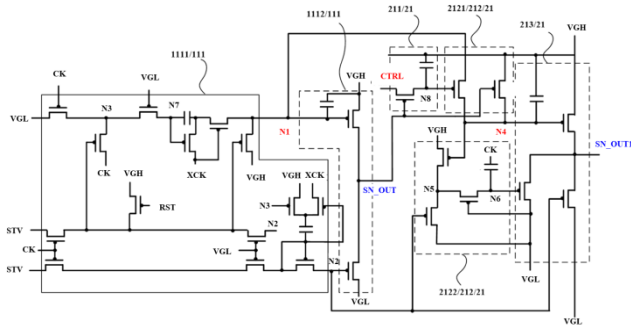 1111/111
1112/111
211/21
2121/212/21
213/21
VGH
CK
VGL
VGH
CTRL
N3
N7
N8
VGL
N1
N4
CK
XCK
VGH
SN_OUT1
VGH
CK
VGH
VGH
XCK
SN_OUT
N5
N6
RST
N3
STV
N2
CK
VGL
N2
STV
VGL
VGL
2122/212/21
VGL